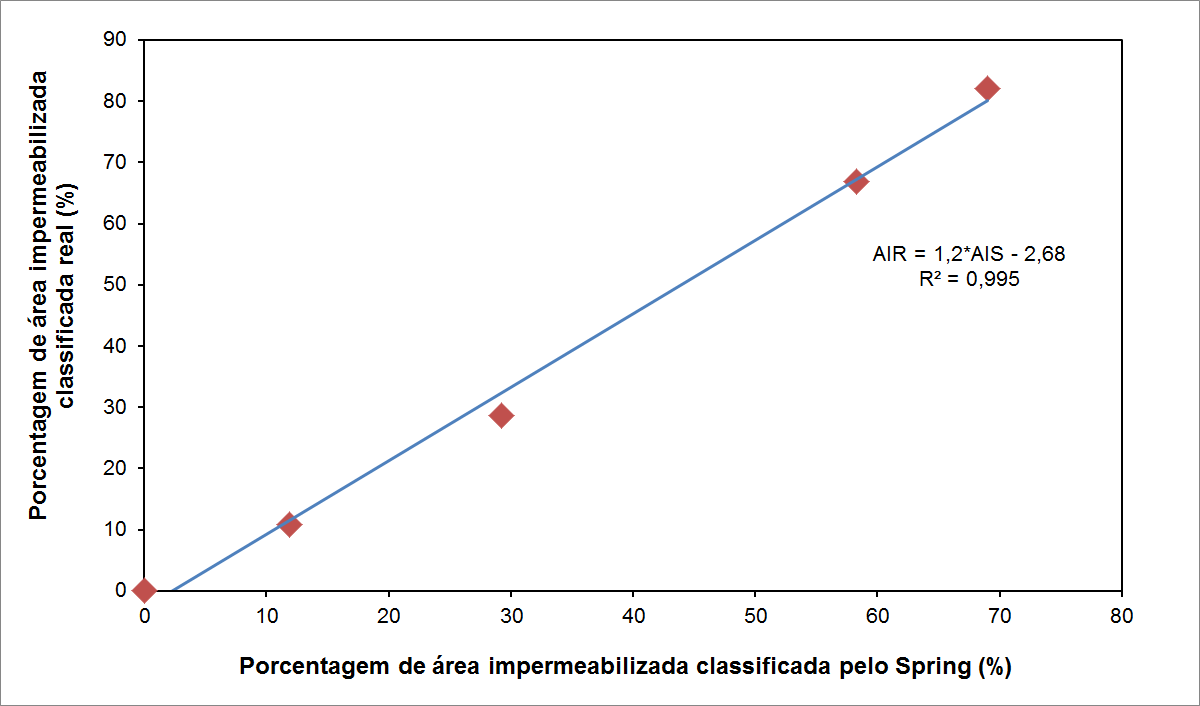 90
80
70
60
50
40
30
20
10
0
Porcentagem de área impermeabilizada
classificada real (%)
AIR = 1,2*AIS - 2,68
R² = 0,995
0 10 20 30 40 50 60 70 80
Porcentagem de área impermeabilizada classificada pelo Spring (%)